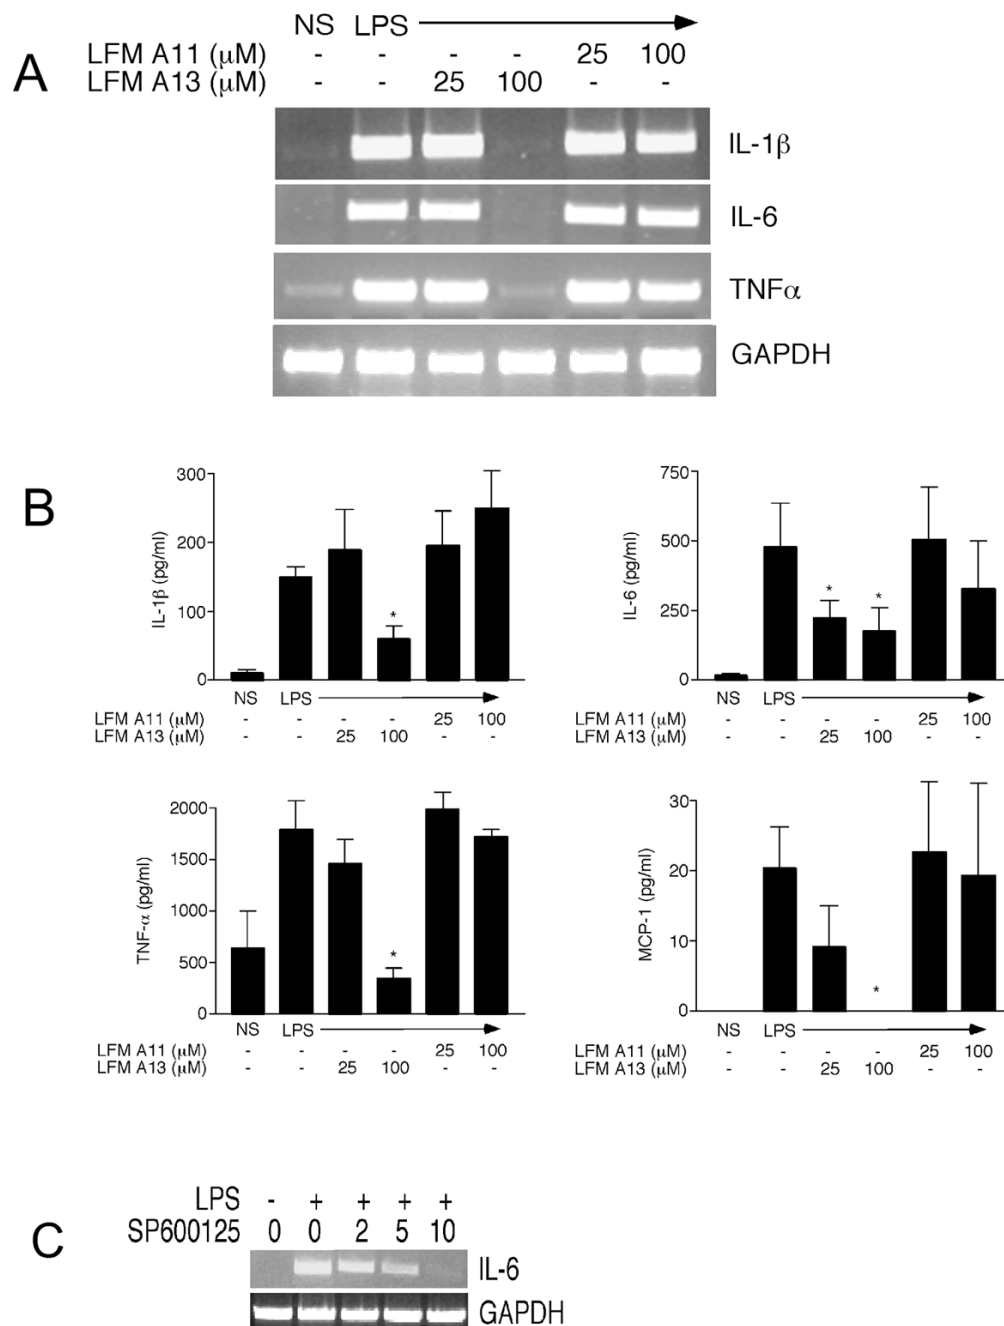 A
NS LPS
LFM A11 (μM) - - - - 25 100
LFM A13 (μM) - - 25 100 - -
IL-1β
IL-6
TNFα
GAPDH
B
300
200
100
0
IL-1β (pg/ml)
*
NS LPS
LFM A11 (μM) - - - - 25 100
LFM A13 (μM) - - 25 100 - -
750
500
250
0
IL-6 (pg/ml)
* *
NS LPS
LFM A11 (μM) - - - - 25 100
LFM A13 (μM) - - 25 100 - -
2000
1500
1000
500
0
TNF-α (pg/ml)
*
NS LPS
LFM A11 (μM) - - - - 25 100
LFM A13 (μM) - - 25 100 - -
30
20
10
0
MCP-1 (pg/ml)
*
NS LPS
LFM A11 (μM) - - - - 25 100
LFM A13 (μM) - - 25 100 - -
C
LPS - + + + +
SP600125 0 0 2 5 10
IL-6
GAPDH